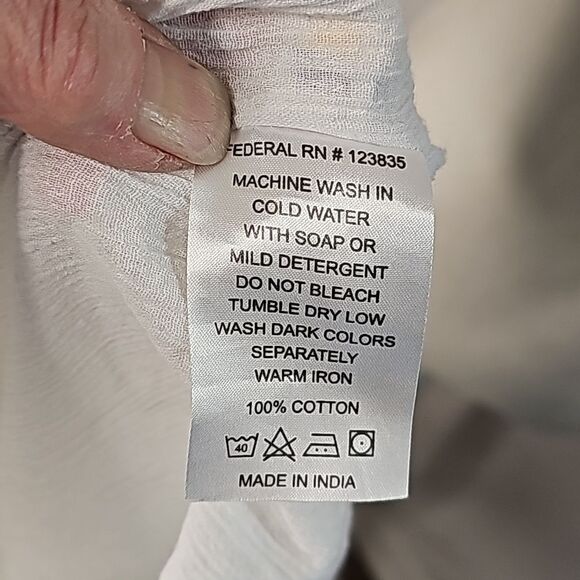 FEDERAL RN # 123835
MACHINE WASH IN
COLD WATER
WITH SOAP OR
MILD DETERGENT
DO NOT BLEACH
TUMBLE DRY LOW
WASH DARK COLORS
SEPARATELY
WARM IRON
100% COTTON
40
MADE IN INDIA